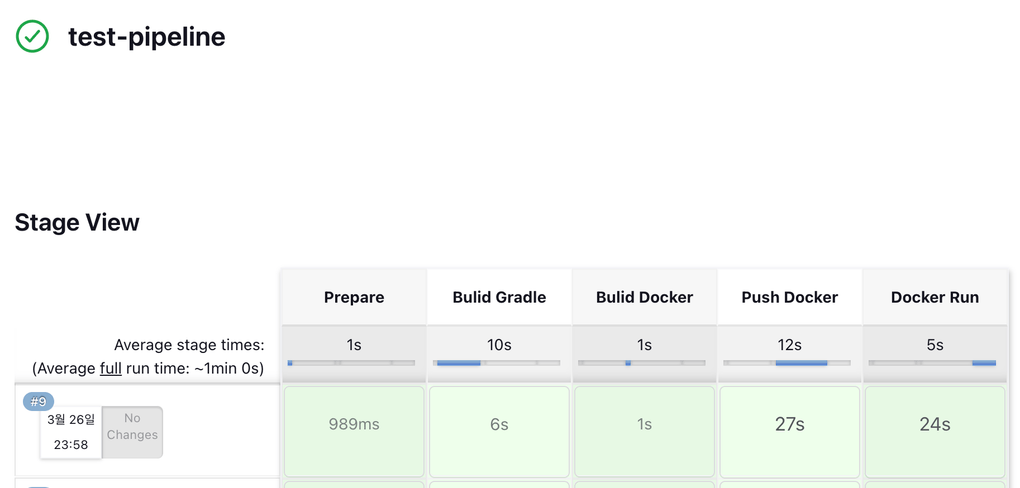 test-pipeline
Stage View
Prepare
Bulid Gradle
Bulid Docker
Push Docker
Docker Run
Average stage times:
(Average full run time: ~1min 0s)
1s
10s
1s
12s
5s
#9
3월 26일
23:58
No
Changes
989ms
6s
1s
27s
24s